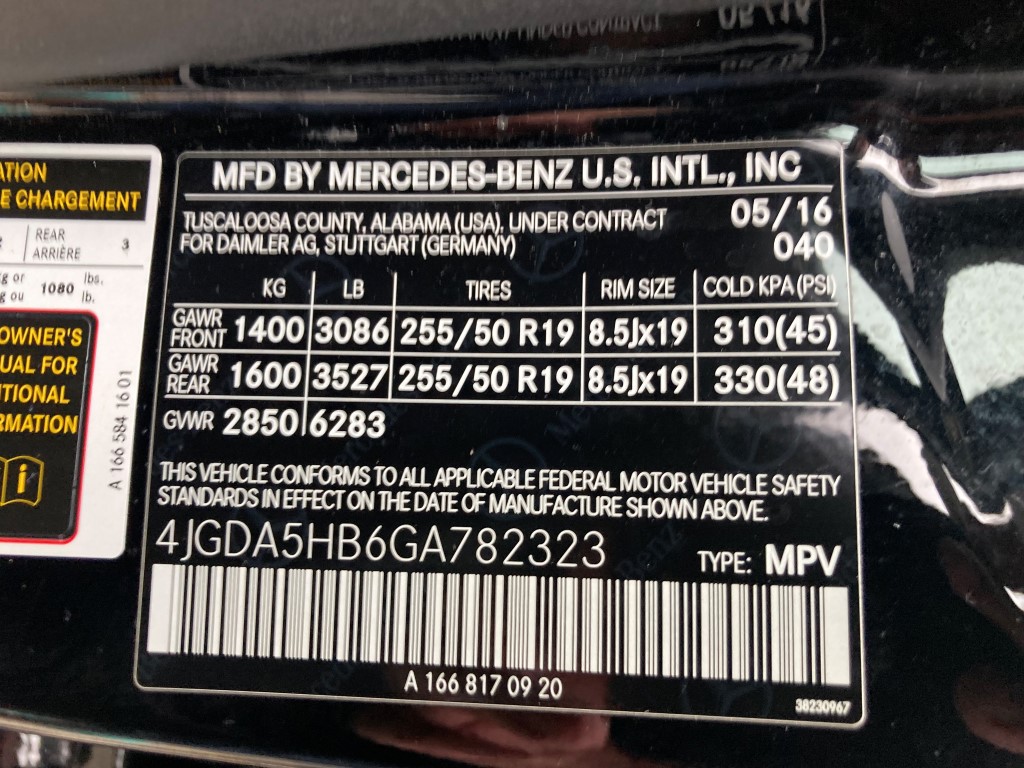 ATION
E CHARGEMENT
REAR
ARRIÈRE
3
kg or
1080
lbs.
kg ou
lb.
OWNER'S
UAL FOR
ITIONAL
RMATION
i
A 166 584 16 01
MFD BY MERCEDES-BENZ U.S. INTL., INC
TUSCALOOSA COUNTY, ALABAMA (USA), UNDER CONTRACT
FOR DAIMLER AG, STUTTGART (GERMANY)
05/16
040
KG LB TIRES RIM SIZE COLD KPA (PSI)
GAWR
FRONT 1400 3086 255/50 R19 8.5Jx19 310(45)
GAWR
REAR 1600 3527 255/50 R19 8.5Jx19 330(48)
GVWR 2850 6283
THIS VEHICLE CONFORMS TO ALL APPLICABLE FEDERAL MOTOR VEHICLE SAFETY
STANDARDS IN EFFECT ON THE DATE OF MANUFACTURE SHOWN ABOVE.
4JGDA5HB6GA782323
TYPE: MPV
A 166 817 09 20
38230967